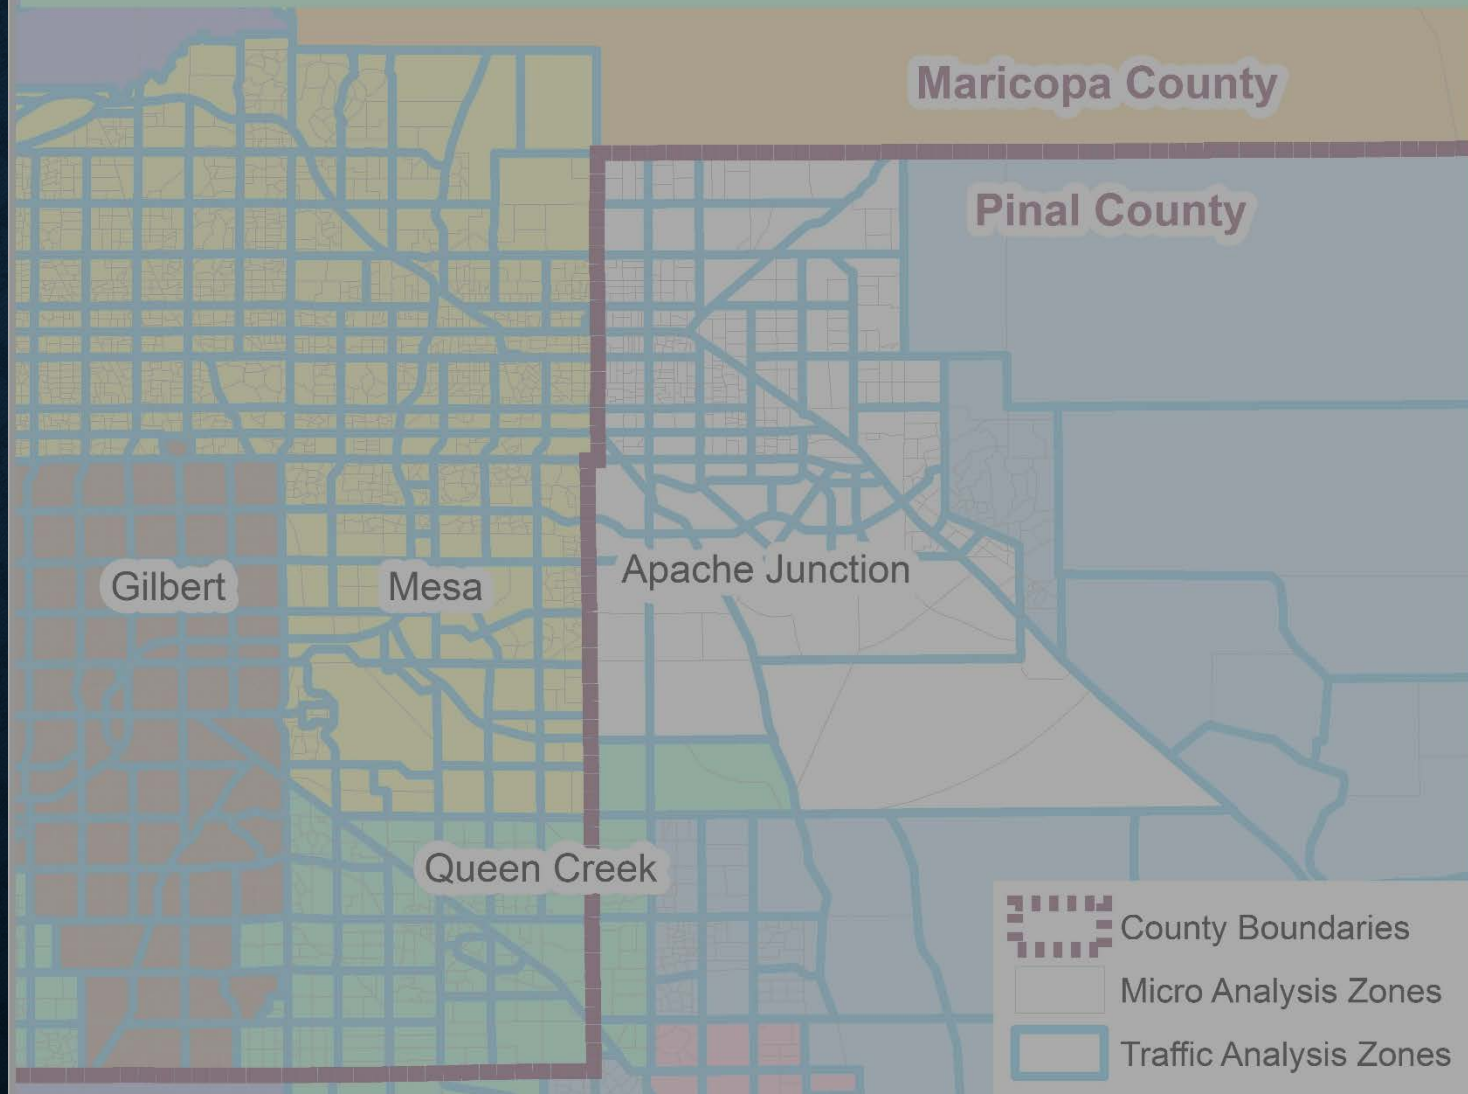 Maricopa County
Pinal County
Gilbert
Mesa
Apache Junction
Queen Creek
County Boundaries
Micro Analysis Zones
Traffic Analysis Zones